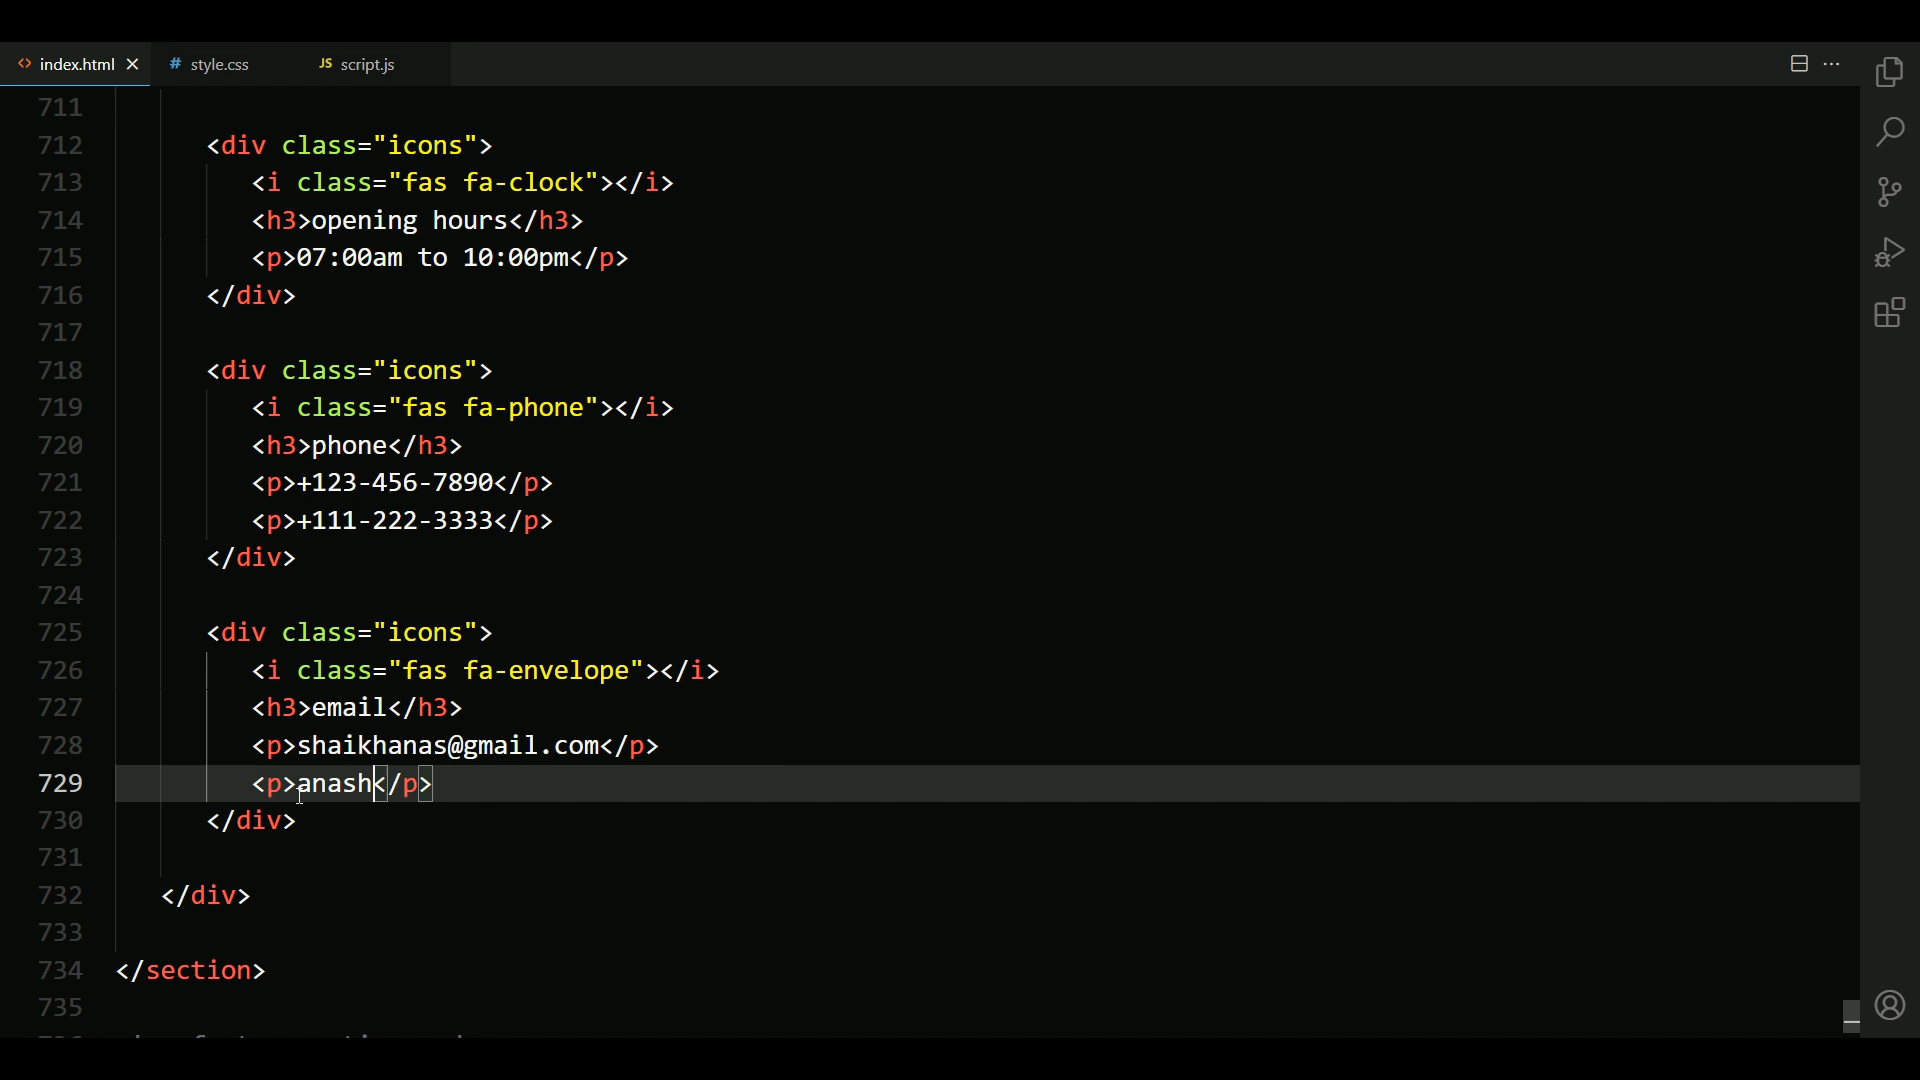 index.html
style.css
JS script.js
711
712 <div class="icons">
713 <i class="fas fa-clock"></i>
714 <h3>opening hours</h3>
715 <p>07:00am to 10:00pm</p>
716 </div>
717
718 <div class="icons">
719 <i class="fas fa-phone"></i>
720 <h3>phone</h3>
721 <p>+123-456-7890</p>
722 <p>+111-222-3333</p>
723 </div>
724
725 <div class="icons">
726 <i class="fas fa-envelope"></i>
727 <h3>email</h3>
728 <p>shaikhanas@gmail.com</p>
729 <p>anash</p>
730 </div>
731
732 </div>
733
734 </section>
735